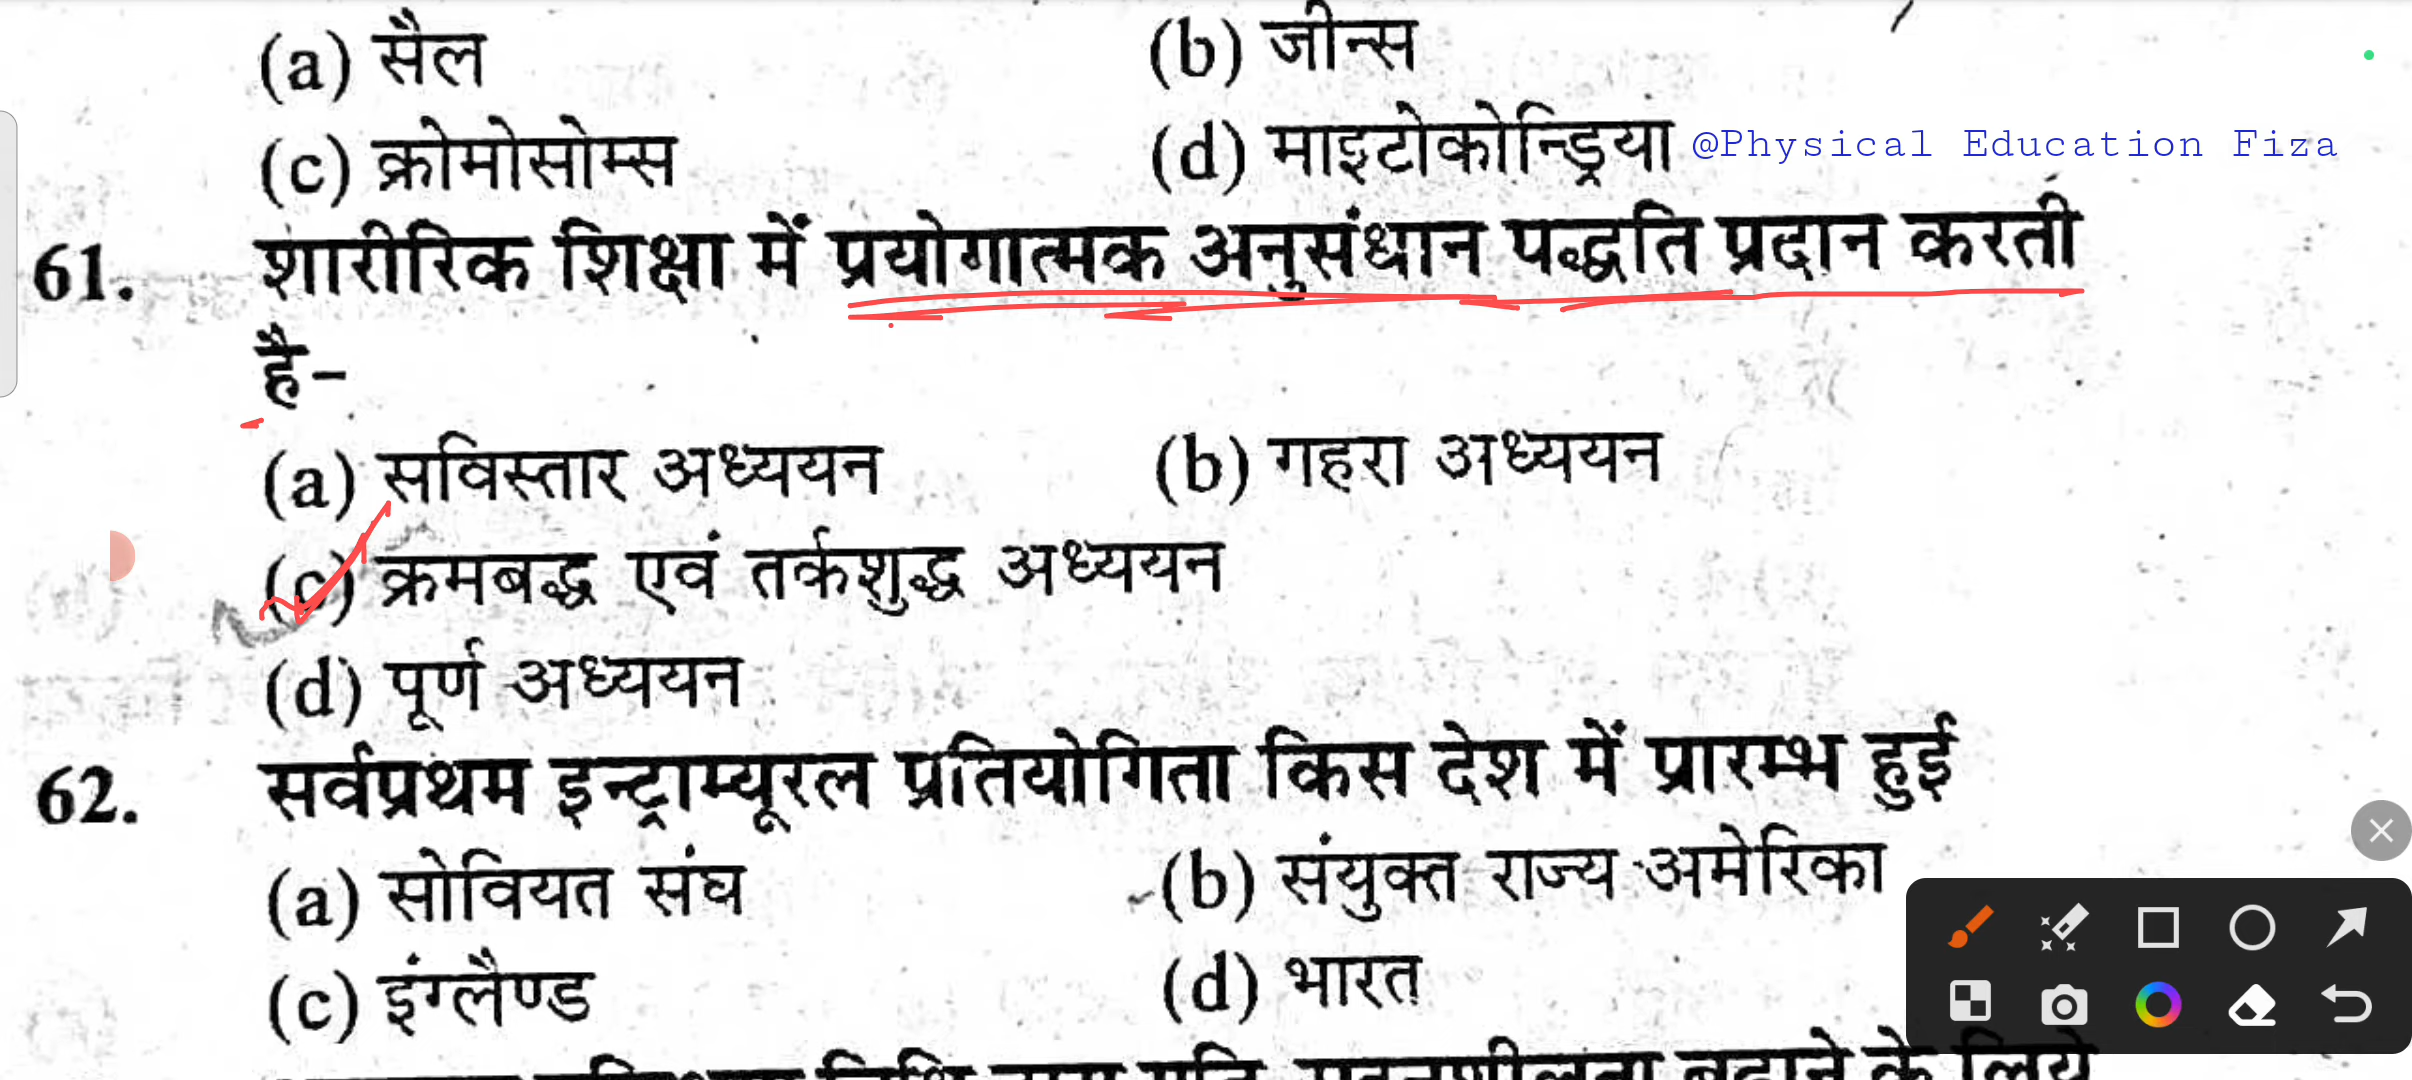 (a) सैल (b) जीन्स
(c) क्रोमोसोम्स (d) माइटोकोन्ड्रिया @Physical Education Fiza
61. शारीरिक शिक्षा में प्रयोगात्मक अनुसंधान पद्धति प्रदान करती
है-
(a) सविस्तार अध्ययन (b) गहरा अध्ययन
(c) क्रमबद्ध एवं तर्कशुद्ध अध्ययन
(d) पूर्ण अध्ययन
62. सर्वप्रथम इन्ट्राम्यूरल प्रतियोगिता किस देश में प्रारम्भ हुई
(a) सोवियत संघ (b) संयुक्त राज्य अमेरिका
(c) इंग्लैण्ड (d) भारत
के लिये